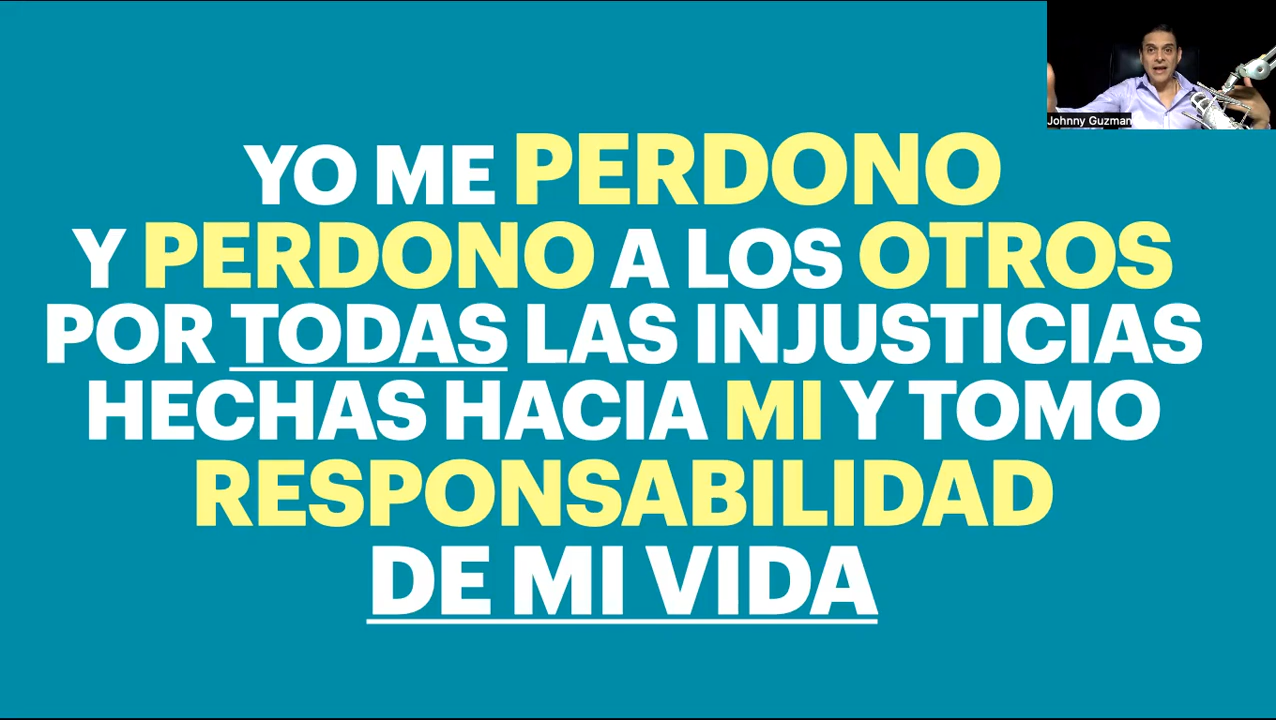 Johnny Guzman
YO ME PERDONO
Y PERDONO A LOS OTROS
POR TODAS LAS INJUSTICIAS
HECHAS HACIA MI Y TOMO
RESPONSABILIDAD
DE MI VIDA